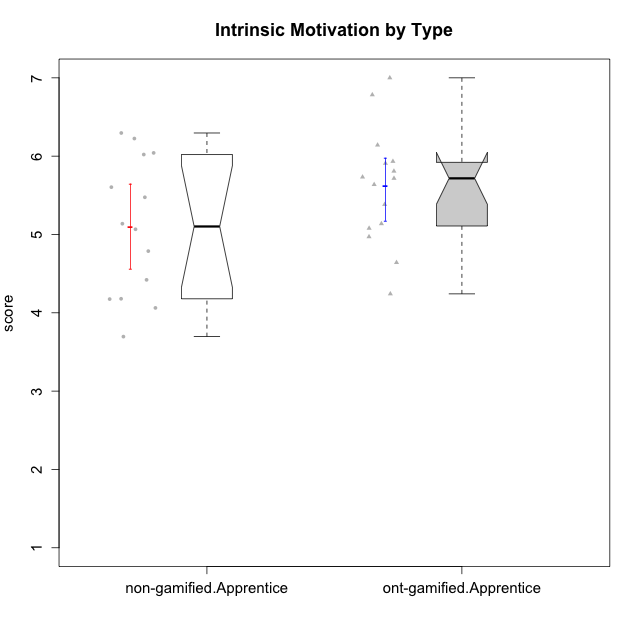 Intrinsic Motivation by Type
7
6
5
4
3
2
1
score
non-gamified.Apprentice
ont-gamified.Apprentice